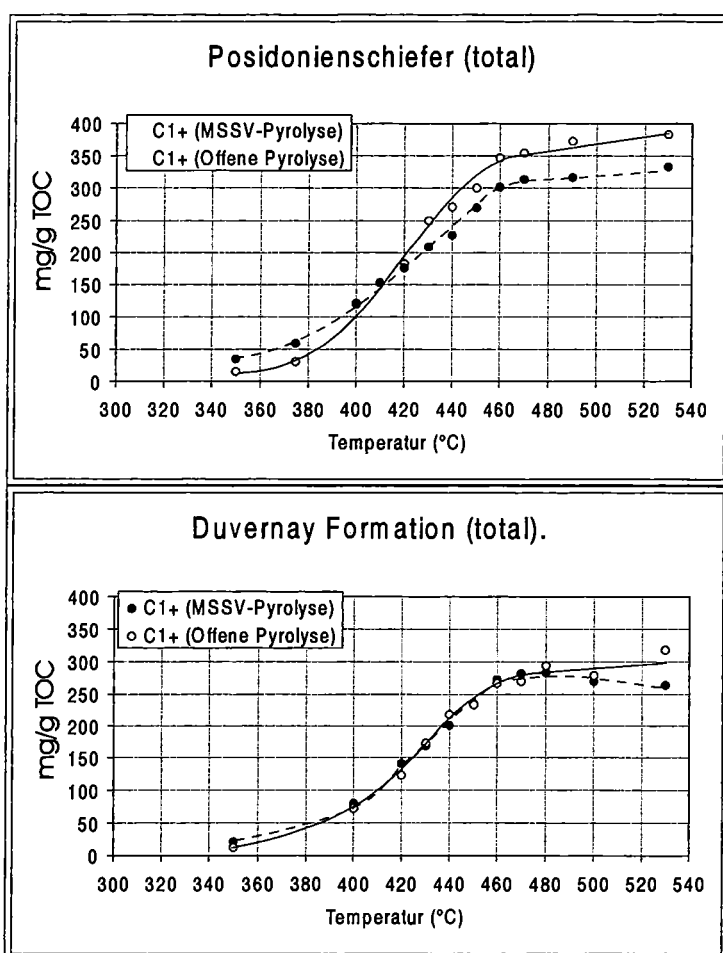 Posidonienschiefer (total)
C1+ (MSSV-Pyrolyse)
C1+ (Offene Pyrolyse)
mg/g TOC
400
350
300
250
200
150
100
50
0
300 320 340 360 380 400 420 440 460 480 500 520 540
Temperatur (°C)
Duvernay Formation (total).
C1+ (MSSV-Pyrolyse)
C1+ (Offene Pyrolyse)
mg/g TOC
400
350
300
250
200
150
100
50
0
300 320 340 360 380 400 420 440 460 480 500 520 540
Temperatur (°C)